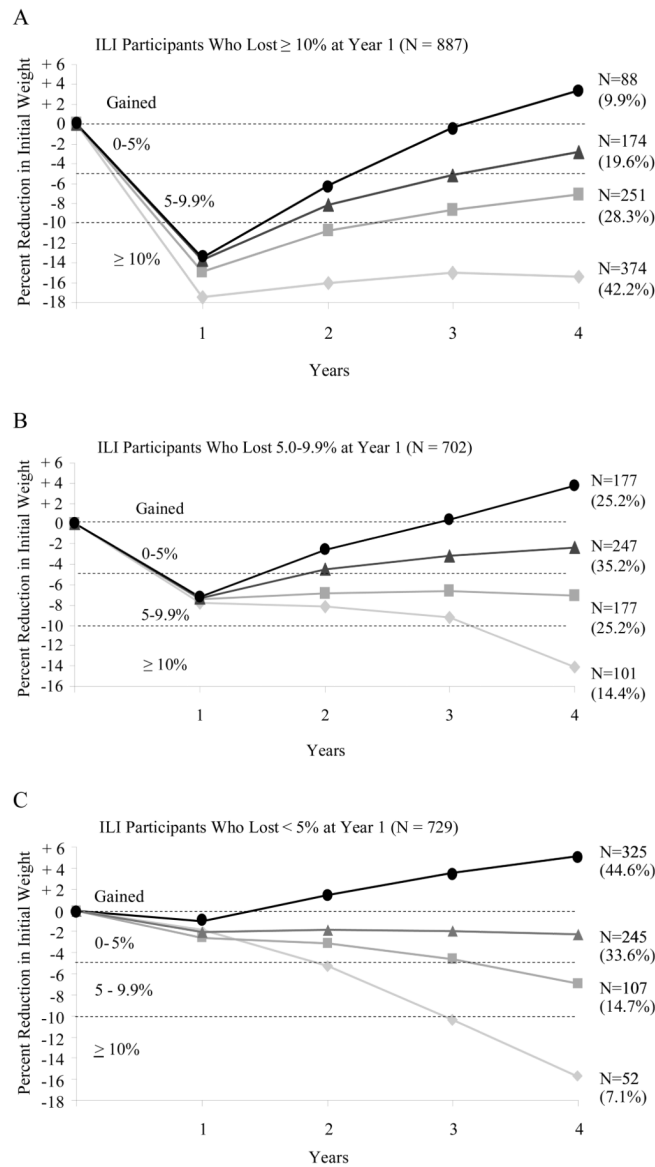 A
ILI Participants Who Lost ≥ 10% at Year 1 (N = 887)
Percent Reduction in Initial Weight
+ 6
+ 4
+ 2
0
-2
-4
-6
-8
-10
-12
-14
-16
-18
Gained
0-5%
5-9.9%
≥ 10%
N=88
(9.9%)
N=174
(19.6%)
N=251
(28.3%)
N=374
(42.2%)
1 2 3 4
Years
B
ILI Participants Who Lost 5.0-9.9% at Year 1 (N = 702)
Percent Reduction in Initial Weight
+ 6
+ 4
+ 2
0
-2
-4
-6
-8
-10
-12
-14
-16
Gained
0-5%
5-9.9%
≥ 10%
N=177
(25.2%)
N=247
(35.2%)
N=177
(25.2%)
N=101
(14.4%)
1 2 3 4
Years
C
ILI Participants Who Lost < 5% at Year 1 (N = 729)
Percent Reduction in Initial Weight
+ 6
+ 4
+ 2
0
-2
-4
-6
-8
-10
-12
-14
-16
-18
Gained
0-5%
5 - 9.9%
≥ 10%
N=325
(44.6%)
N=245
(33.6%)
N=107
(14.7%)
N=52
(7.1%)
1 2 3 4
Years